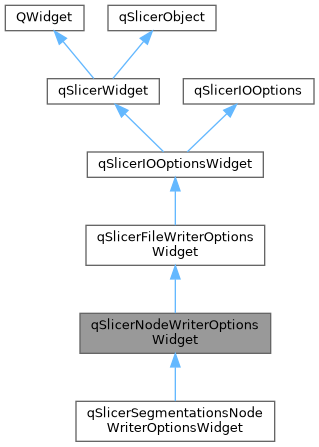 QWidget
qSlicerObject
qSlicerWidget
qSlicerIOOptions
qSlicerIOOptionsWidget
qSlicerFileWriterOptions
Widget
qSlicerNodeWriterOptions
Widget
qSlicerSegmentationsNode
WriterOptionsWidget